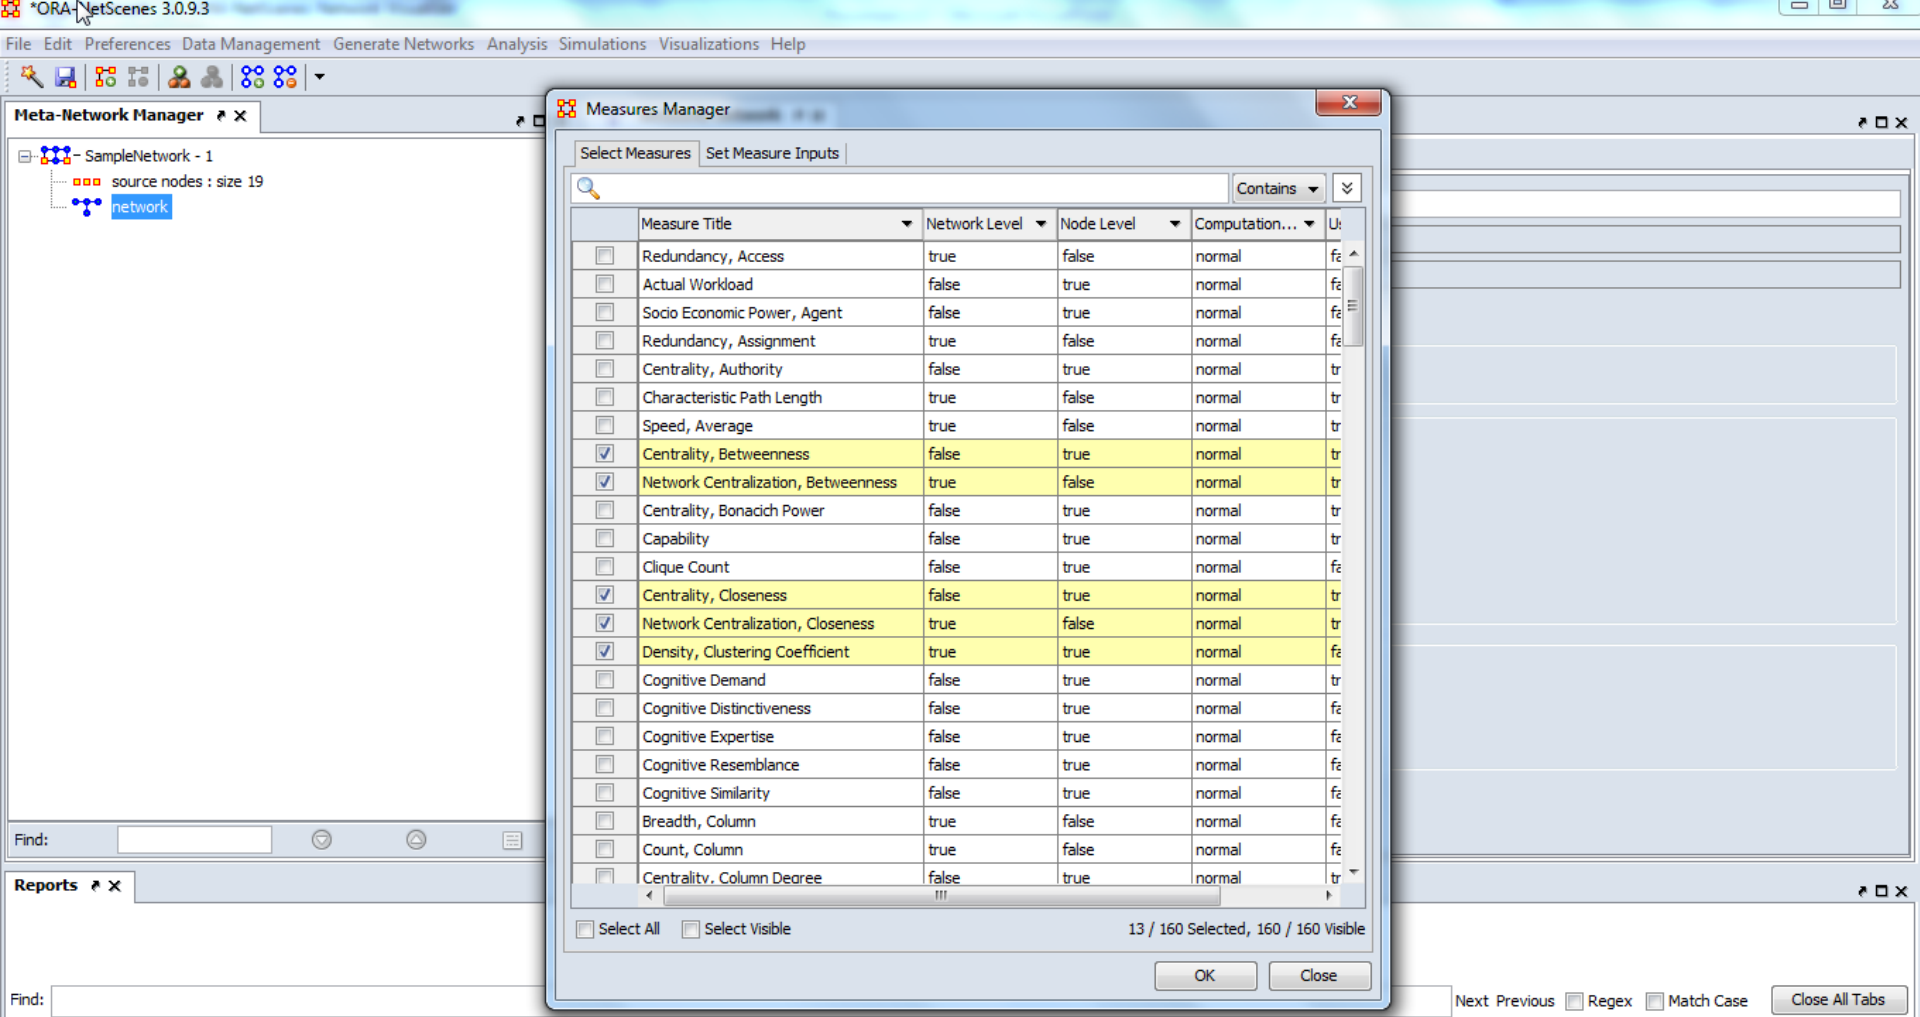 *ORA-NetScenes 3.0.9.3
File Edit Preferences Data Management Generate Networks Analysis Simulations Visualizations Help
Meta-Network Manager
SampleNetwork - 1
source nodes : size 19
network
Find:
Reports
Find:
Measures Manager
Select Measures Set Measure Inputs
Contains
Measure Title Network Level Node Level Computation...
Redundancy, Access true false normal
Actual Workload false true normal
Socio Economic Power, Agent false true normal
Redundancy, Assignment true false normal
Centrality, Authority false true normal
Characteristic Path Length true false normal
Speed, Average true false normal
Centrality, Betweenness false true normal
Network Centralization, Betweenness true false normal
Centrality, Bonacich Power false true normal
Capability false true normal
Clique Count false true normal
Centrality, Closeness false true normal
Network Centralization, Closeness true false normal
Density, Clustering Coefficient true true normal
Cognitive Demand false true normal
Cognitive Distinctiveness false true normal
Cognitive Expertise false true normal
Cognitive Resemblance false true normal
Cognitive Similarity false true normal
Breadth, Column true false normal
Count, Column true false normal
Centrality, Column Degree false true normal
Select All Select Visible 13 / 160 Selected, 160 / 160 Visible
OK Close
Next Previous Regex Match Case Close All Tabs